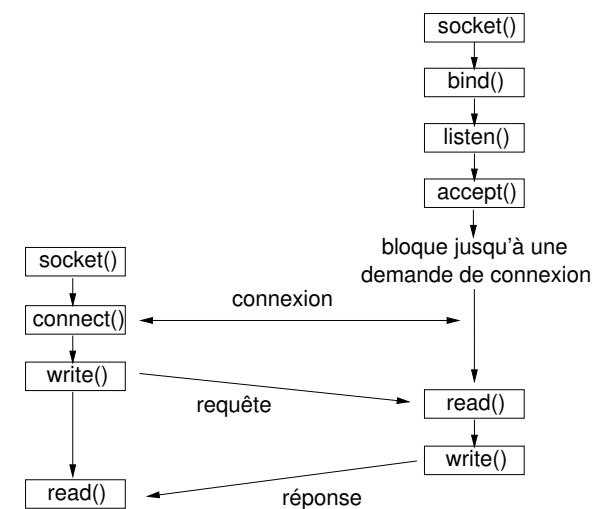 socket()
bind()
listen()
accept()
bloque jusqu'à une
demande de connexion
socket()
connexion
connect()
write()
requête
read()
write()
read()
réponse